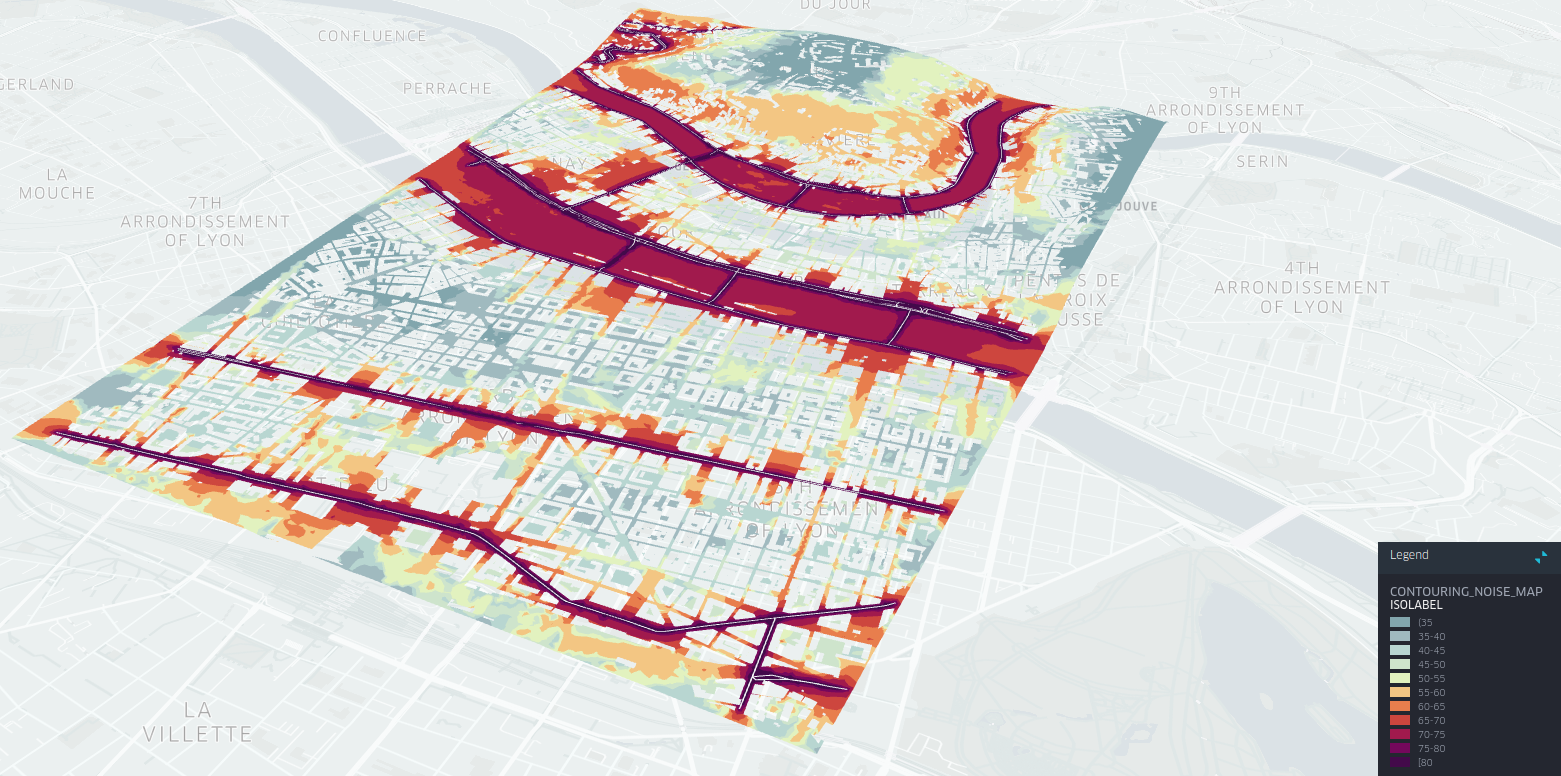 DU JOUR
CONFLUENCE
GERLAND
PERRACHE
9TH
ARRONDISSEMENT
OF LYON
SERIN
LA
MOUCHE
7TH
ARRONDISSEMENT
OF LYON
JOUVE
4TH
ARRONDISSEMENT
OF LYON
LA
VILLETTE
Legend
CONTOURING_NOISE_MAP
ISOLABEL
(35
35-40
40-45
45-50
50-55
55-60
60-65
65-70
70-75
75-80
[80